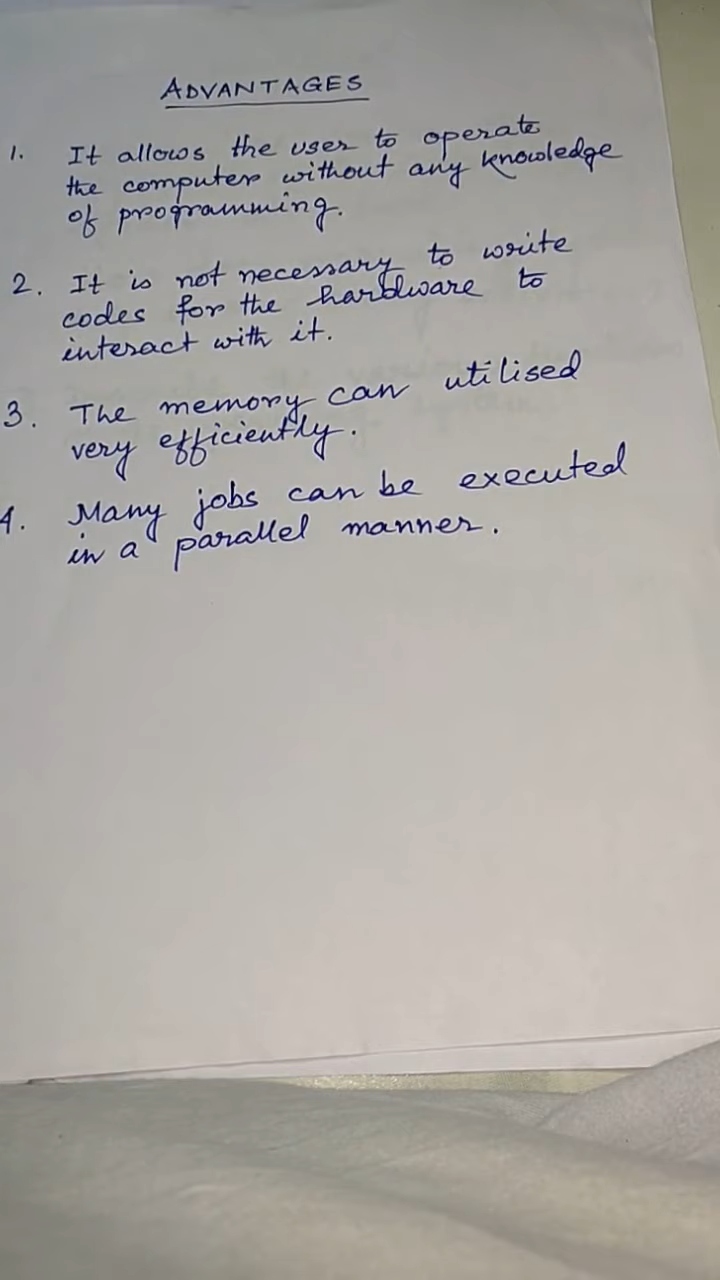 ADVANTAGES
1. It allows the user to operate
the computer without any knowledge
of programming.
2. It is not necessary to write
codes for the hardware to
interact with it.
3. The memory can utilised
very efficiently.
4. Many jobs can be executed
in a parallel manner.